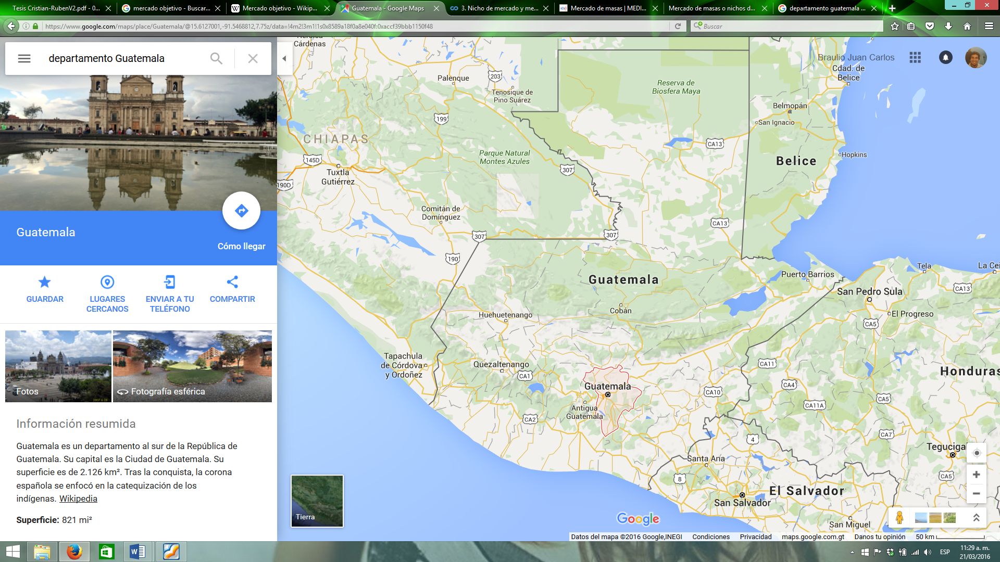 Tesis Cristian-RubenV2.pdf - 0...
mercado objetivo - Buscar...
Mercado objetivo - Wikip...
Guatemala - Google Maps
3. Nicho de mercado y me...
Mercado de masas | MEDI...
Mercado de masas o nichos d...
departamento guatemala ...
https://www.google.com/maps/place/Guatemala/@15.6127001,-91.5468812,7.75z/data=!4m2!3m1!1s0x8589a18f0a8e040f:0xaccf39bbb1150f48
Buscar
departamento Guatemala
Guatemala
Cómo llegar
GUARDAR
LUGARES CERCANOS
ENVIAR A TU TELÉFONO
COMPARTIR
Fotos
Fotografía esférica
Información resumida
Guatemala es un departamento al sur de la República de
Guatemala. Su capital es la Ciudad de Guatemala. Su
superficie es de 2.126 km². Tras la conquista, la corona
española se enfocó en la catequización de los
indígenas. Wikipedia
Superficie: 821 mi²
Cárdenas
Palenque
203
Tenosique de
Pino Suárez
199
CHIAPAS
145D
Tuxtla
Gutiérrez
190D
Parque Natural
Montes Azules
307
Comitán de
Domínguez
307
307
190
Reserva de
Biosfera Maya
Braulio Juan Carlos
Cdad. de
Belice
Belmopán
San Ignacio
CA13
Hopkins
Belice
CA13
Guatemala
Puerto Barrios
Tela
La Cei
CA13
San Pedro Sula
El Progreso
CA5
Cobán
Huehuetenango
Tapachula
de Córdova
y Ordoñez
Quezaltenango
CA1
Guatemala
Antigua
Guatemala
CA2
CA10
CA11
CA4
CA11A
CA5
Honduras
CA7
4
Tegucigal
Santa Ana
8
CA5
El Salvador
San Salvador
San Miguel
Tierra
Google
Datos del mapa ©2016 Google,INEGI
Condiciones
Privacidad
maps.google.com.gt
Danos tu opinión
50 km
ESP
11:29 a. m.
21/03/2016